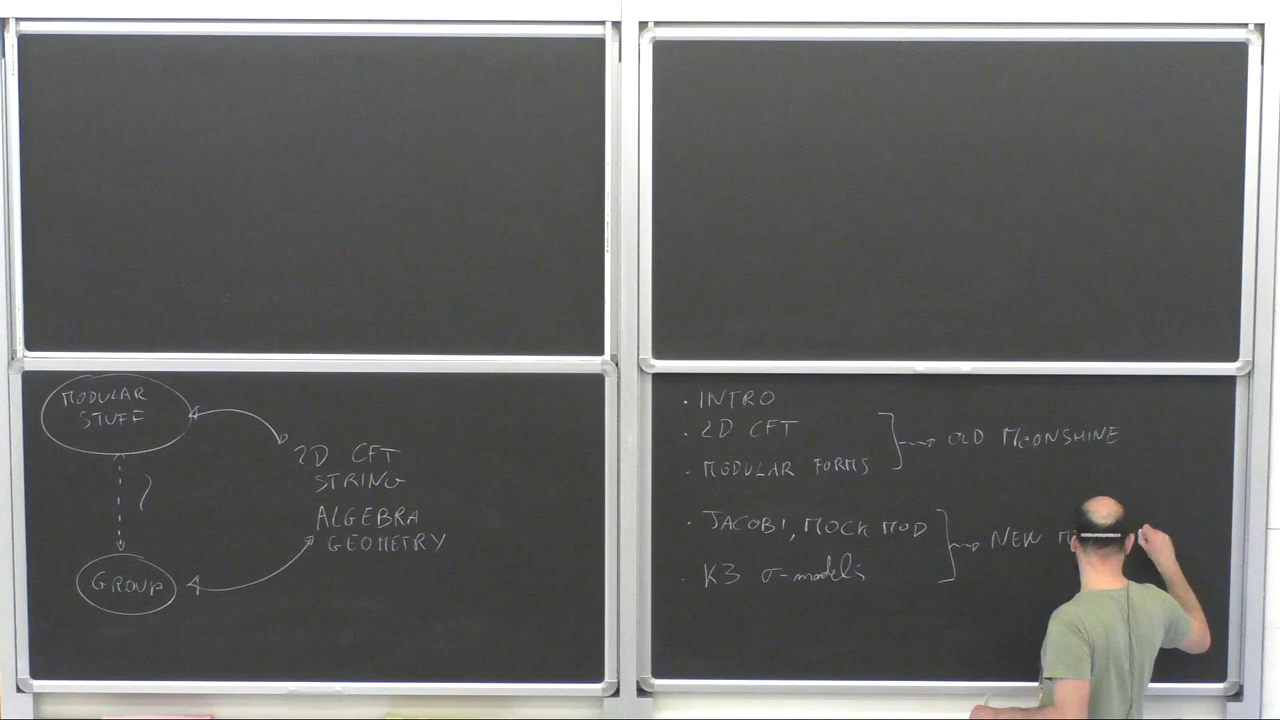 MODULAR
STUFF
?
GROUP
2D CFT
STRING
ALGEBRA
GEOMETRY
· INTRO
· 2D CFT
· MODULAR FORMS
OLD MOONSHINE
· JACOBI, MOCK MOD
· K3 σ-models
NEW